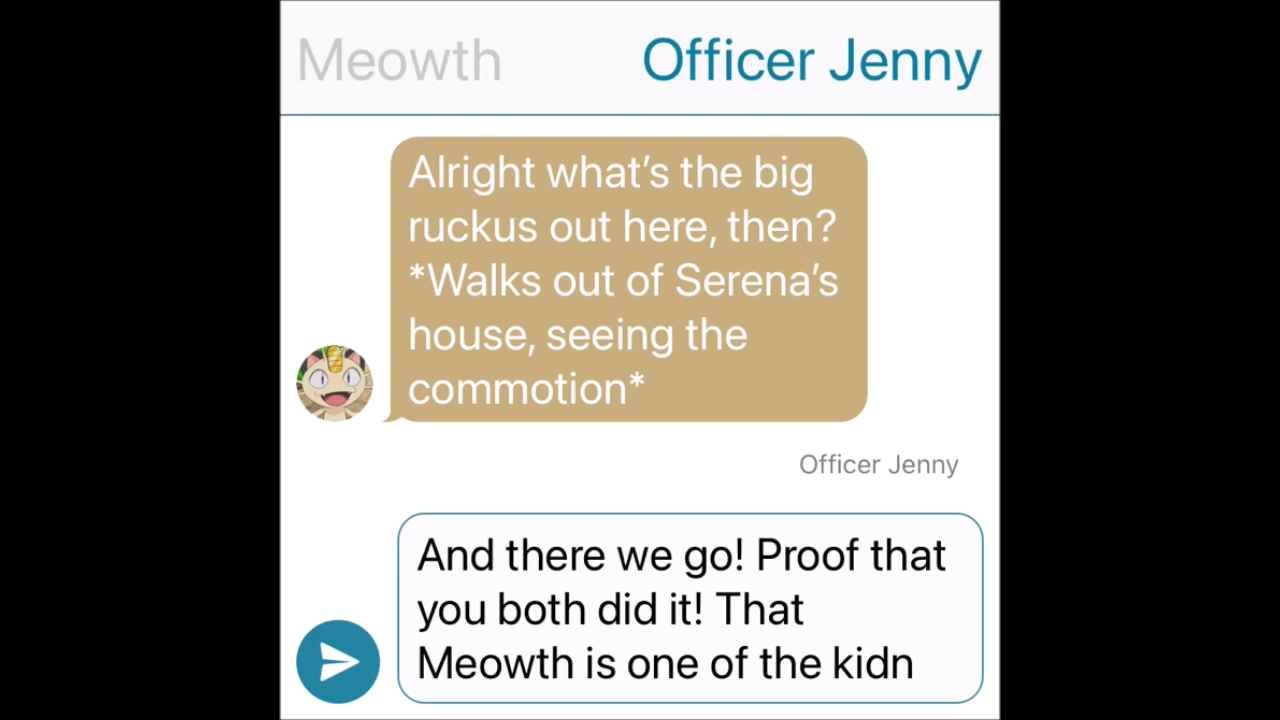 Meowth
Officer Jenny
Alright what’s the big
ruckus out here, then?
*Walks out of Serena’s
house, seeing the
commotion*
Officer Jenny
And there we go! Proof that
you both did it! That
Meowth is one of the kidn